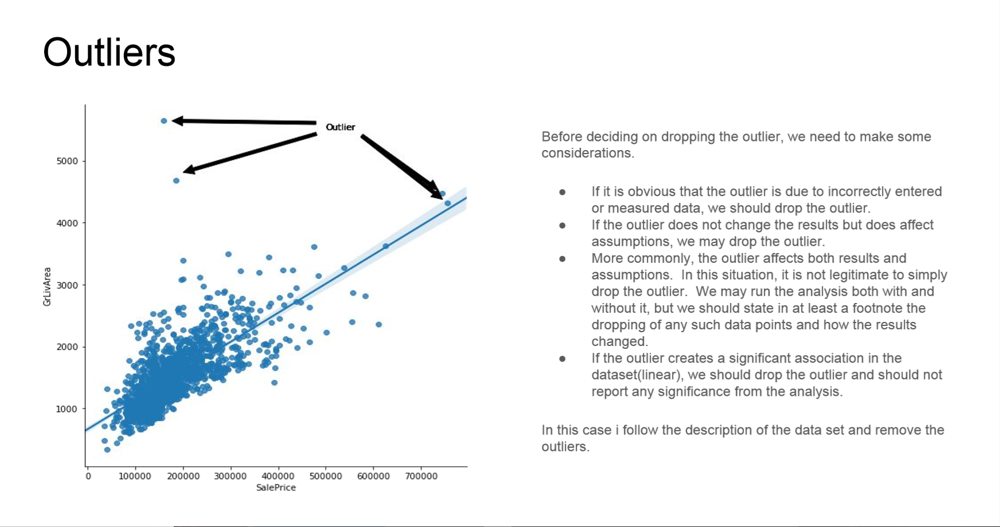 Outliers
Outlier
5000
4000
3000
2000
1000
GrLivArea
0 100000 200000 300000 400000 500000 600000 700000
SalePrice
Before deciding on dropping the outlier, we need to make some
considerations.
● If it is obvious that the outlier is due to incorrectly entered
or measured data, we should drop the outlier.
● If the outlier does not change the results but does affect
assumptions, we may drop the outlier.
● More commonly, the outlier affects both results and
assumptions.  In this situation, it is not legitimate to simply
drop the outlier.  We may run the analysis both with and
without it, but we should state in at least a footnote the
dropping of any such data points and how the results
changed.
● If the outlier creates a significant association in the
dataset(linear), we should drop the outlier and should not
report any significance from the analysis.
In this case i follow the description of the data set and remove the
outliers.